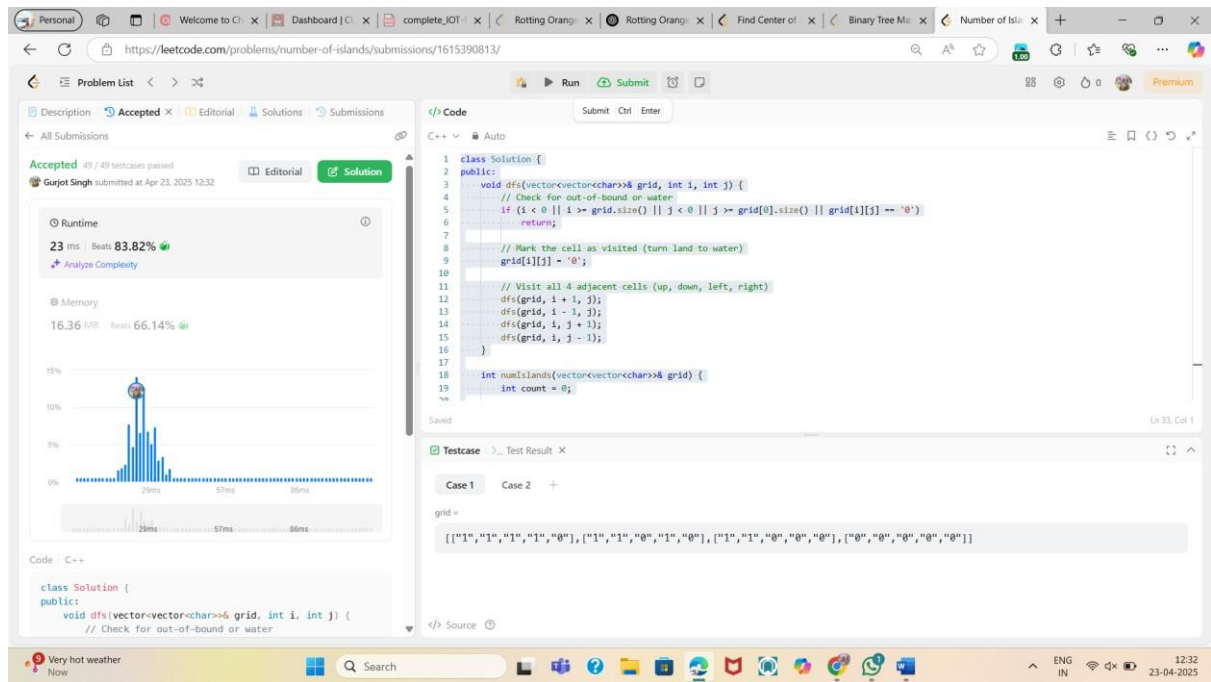 Personal
Welcome to Ch
Dashboard | CL
complete_IOT-
Rotting Orange
Rotting Orange
Find Center of
Binary Tree Ma
Number of Isla
https://leetcode.com/problems/number-of-islands/submissions/1615390813/
1.00
Problem List
Run
Submit
0
Premium
Description
Accepted
Editorial
Solutions
Submissions
</> Code
Submit Ctrl Enter
All Submissions
C++
Auto
Accepted 49 / 49 testcases passed
Gurjot Singh submitted at Apr 23, 2025 12:32
Editorial
Solution
Runtime
23 ms Beats 83.82%
Analyze Complexity
Memory
16.36 MB Beats 66.14%
15%
10%
5%
0%
29ms 57ms 86ms
29ms 57ms 86ms
Code C++
class Solution {
public:
void dfs(vector<vector<char>>& grid, int i, int j) {
// Check for out-of-bound or water
1 class Solution {
2 public:
3 void dfs(vector<vector<char>>& grid, int i, int j) {
4 // Check for out-of-bound or water
5 if (i < 0 || i >= grid.size() || j < 0 || j >= grid[0].size() || grid[i][j] == '0')
6 return;
7
8 // Mark the cell as visited (turn land to water)
9 grid[i][j] = '0';
10
11 // Visit all 4 adjacent cells (up, down, left, right)
12 dfs(grid, i + 1, j);
13 dfs(grid, i - 1, j);
14 dfs(grid, i, j + 1);
15 dfs(grid, i, j - 1);
16 }
17
18 int numIslands(vector<vector<char>>& grid) {
19 int count = 0;
Saved
Ln 33, Col 1
Testcase
>_ Test Result
Case 1 Case 2 +
grid =
[["1","1","1","1","0"],["1","1","0","1","0"],["1","1","0","0","0"],["0","0","0","0","0"]]
</> Source
9
Very hot weather
Now
Search
ENG
IN
12:32
23-04-2025